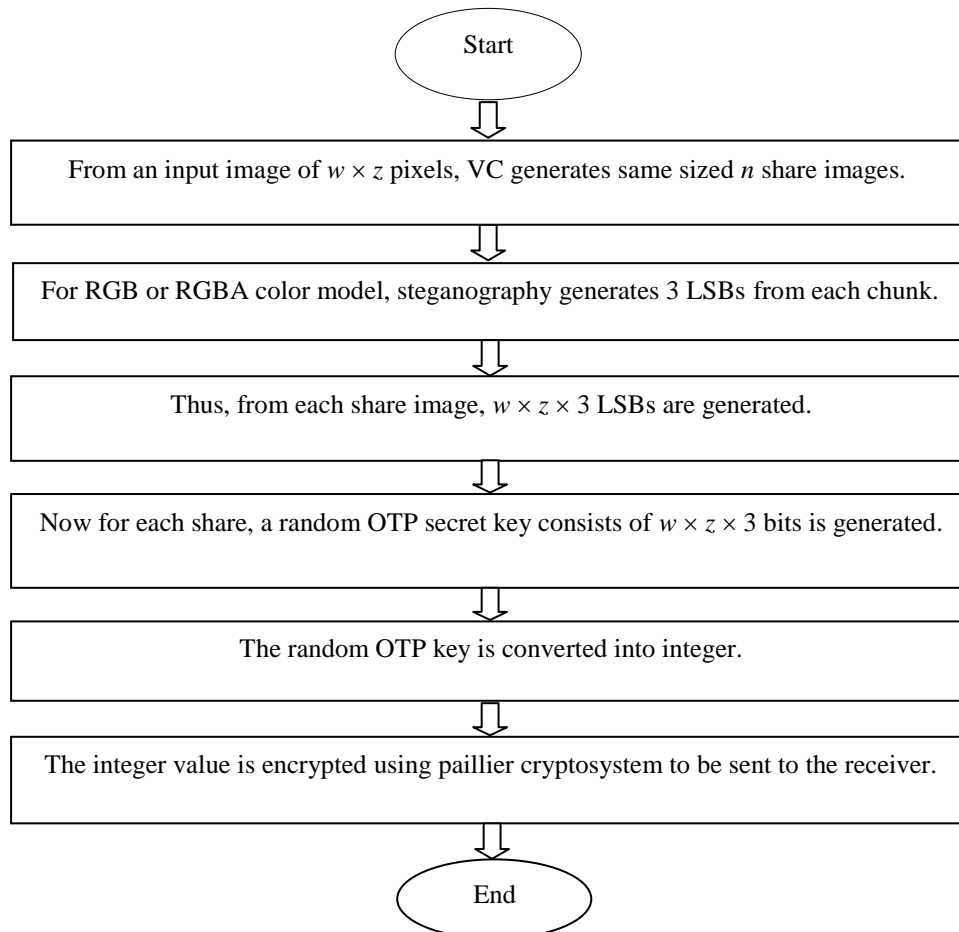 Start
From an input image of w × z pixels, VC generates same sized n share images.
For RGB or RGBA color model, steganography generates 3 LSBs from each chunk.
Thus, from each share image, w × z × 3 LSBs are generated.
Now for each share, a random OTP secret key consists of w × z × 3 bits is generated.
The random OTP key is converted into integer.
The integer value is encrypted using paillier cryptosystem to be sent to the receiver.
End